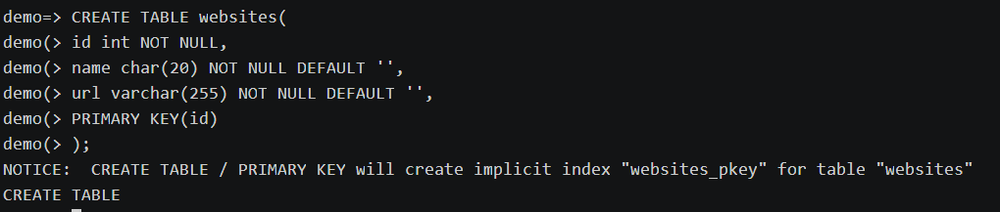 demo=> CREATE TABLE websites(
demo(> id int NOT NULL,
demo(> name char(20) NOT NULL DEFAULT '',
demo(> url varchar(255) NOT NULL DEFAULT '',
demo(> PRIMARY KEY(id)
demo(> );
NOTICE:  CREATE TABLE / PRIMARY KEY will create implicit index "websites_pkey" for table "websites"
CREATE TABLE